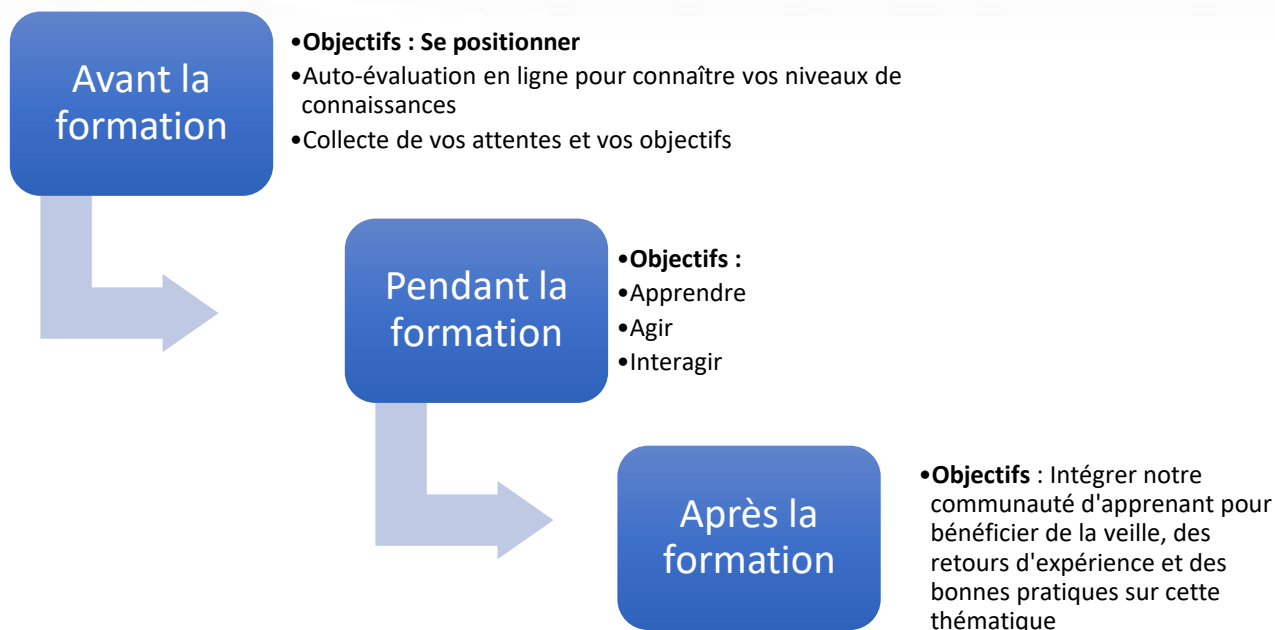 Avant la
formation
•Objectifs : Se positionner
•Auto-évaluation en ligne pour connaître vos niveaux de
connaissances
•Collecte de vos attentes et vos objectifs
Pendant la
formation
•Objectifs :
•Apprendre
•Agir
•Interagir
Après la
formation
•Objectifs : Intégrer notre
communauté d'apprenant pour
bénéficier de la veille, des
retours d'expérience et des
bonnes pratiques sur cette
thématique